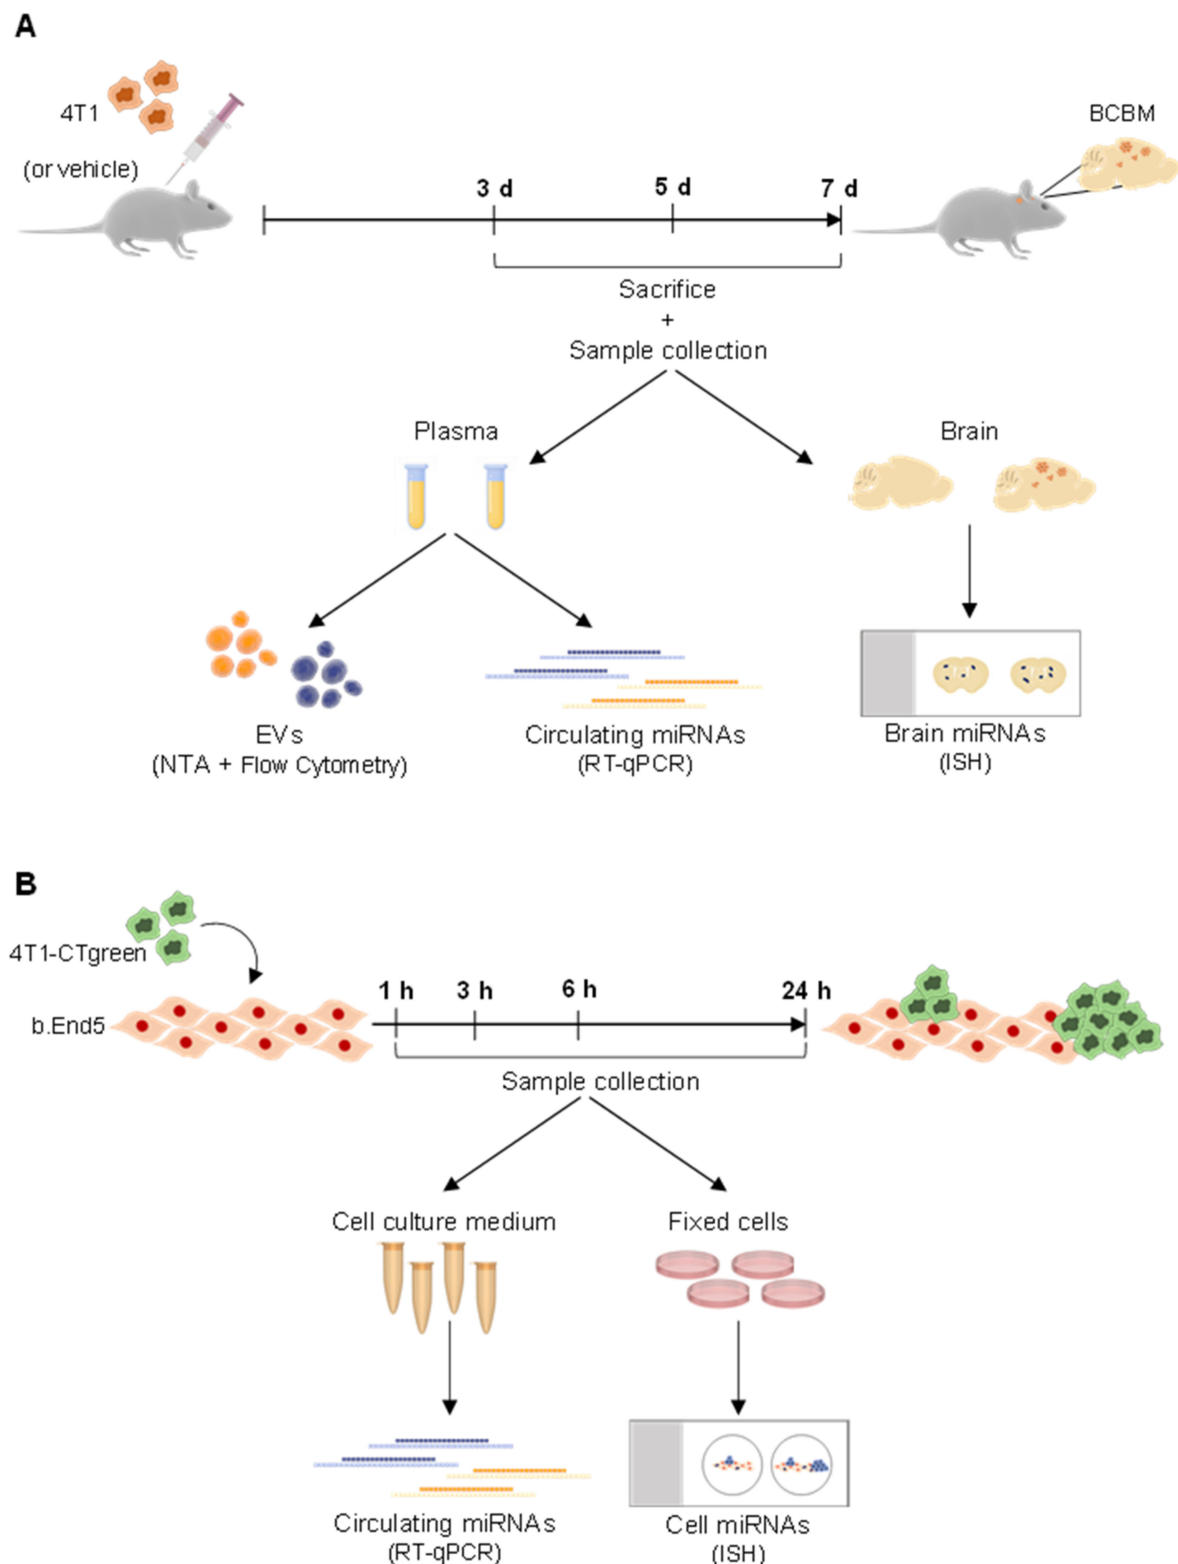 A
4T1
(or vehicle)
3 d
5 d
7 d
BCBM
Sacrifice
+
Sample collection
Plasma
Brain
EVs
(NTA + Flow Cytometry)
Circulating miRNAs
(RT-qPCR)
Brain miRNAs
(ISH)
B
4T1-CTgreen
b.End5
1 h
3 h
6 h
24 h
Sample collection
Cell culture medium
Fixed cells
Circulating miRNAs
(RT-qPCR)
Cell miRNAs
(ISH)